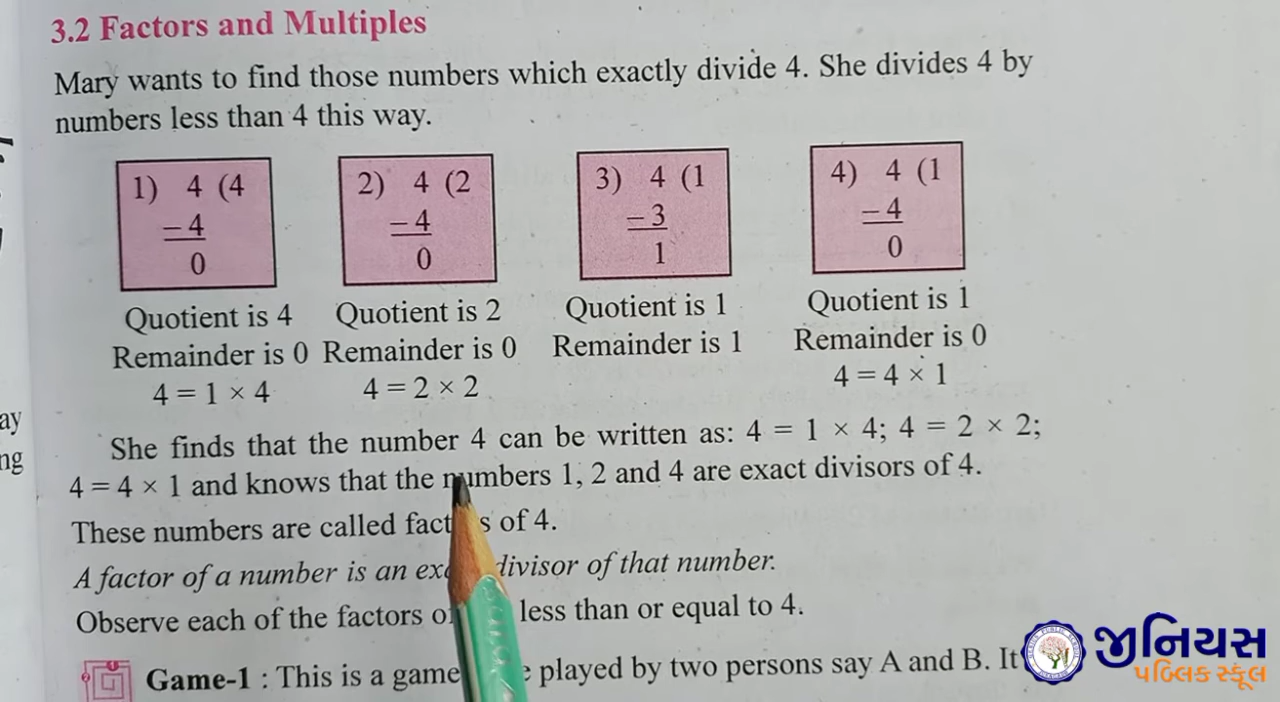 3.2 Factors and Multiples
Mary wants to find those numbers which exactly divide 4. She divides 4 by
numbers less than 4 this way.
1) 4 (4
−4
0
Quotient is 4
Remainder is 0
4 = 1 × 4
2) 4 (2
−4
0
Quotient is 2
Remainder is 0
4 = 2 × 2
3) 4 (1
−3
1
Quotient is 1
Remainder is 1
4) 4 (1
−4
0
Quotient is 1
Remainder is 0
4 = 4 × 1
ay
ng
She finds that the number 4 can be written as: 4 = 1 × 4; 4 = 2 × 2;
4 = 4 × 1 and knows that the numbers 1, 2 and 4 are exact divisors of 4.
These numbers are called fact s of 4.
A factor of a number is an ex divisor of that number.
Observe each of the factors o less than or equal to 4.
Game-1 : This is a game e played by two persons say A and B. It
જીનિયસ
પબ્લિક સ્કૂલ